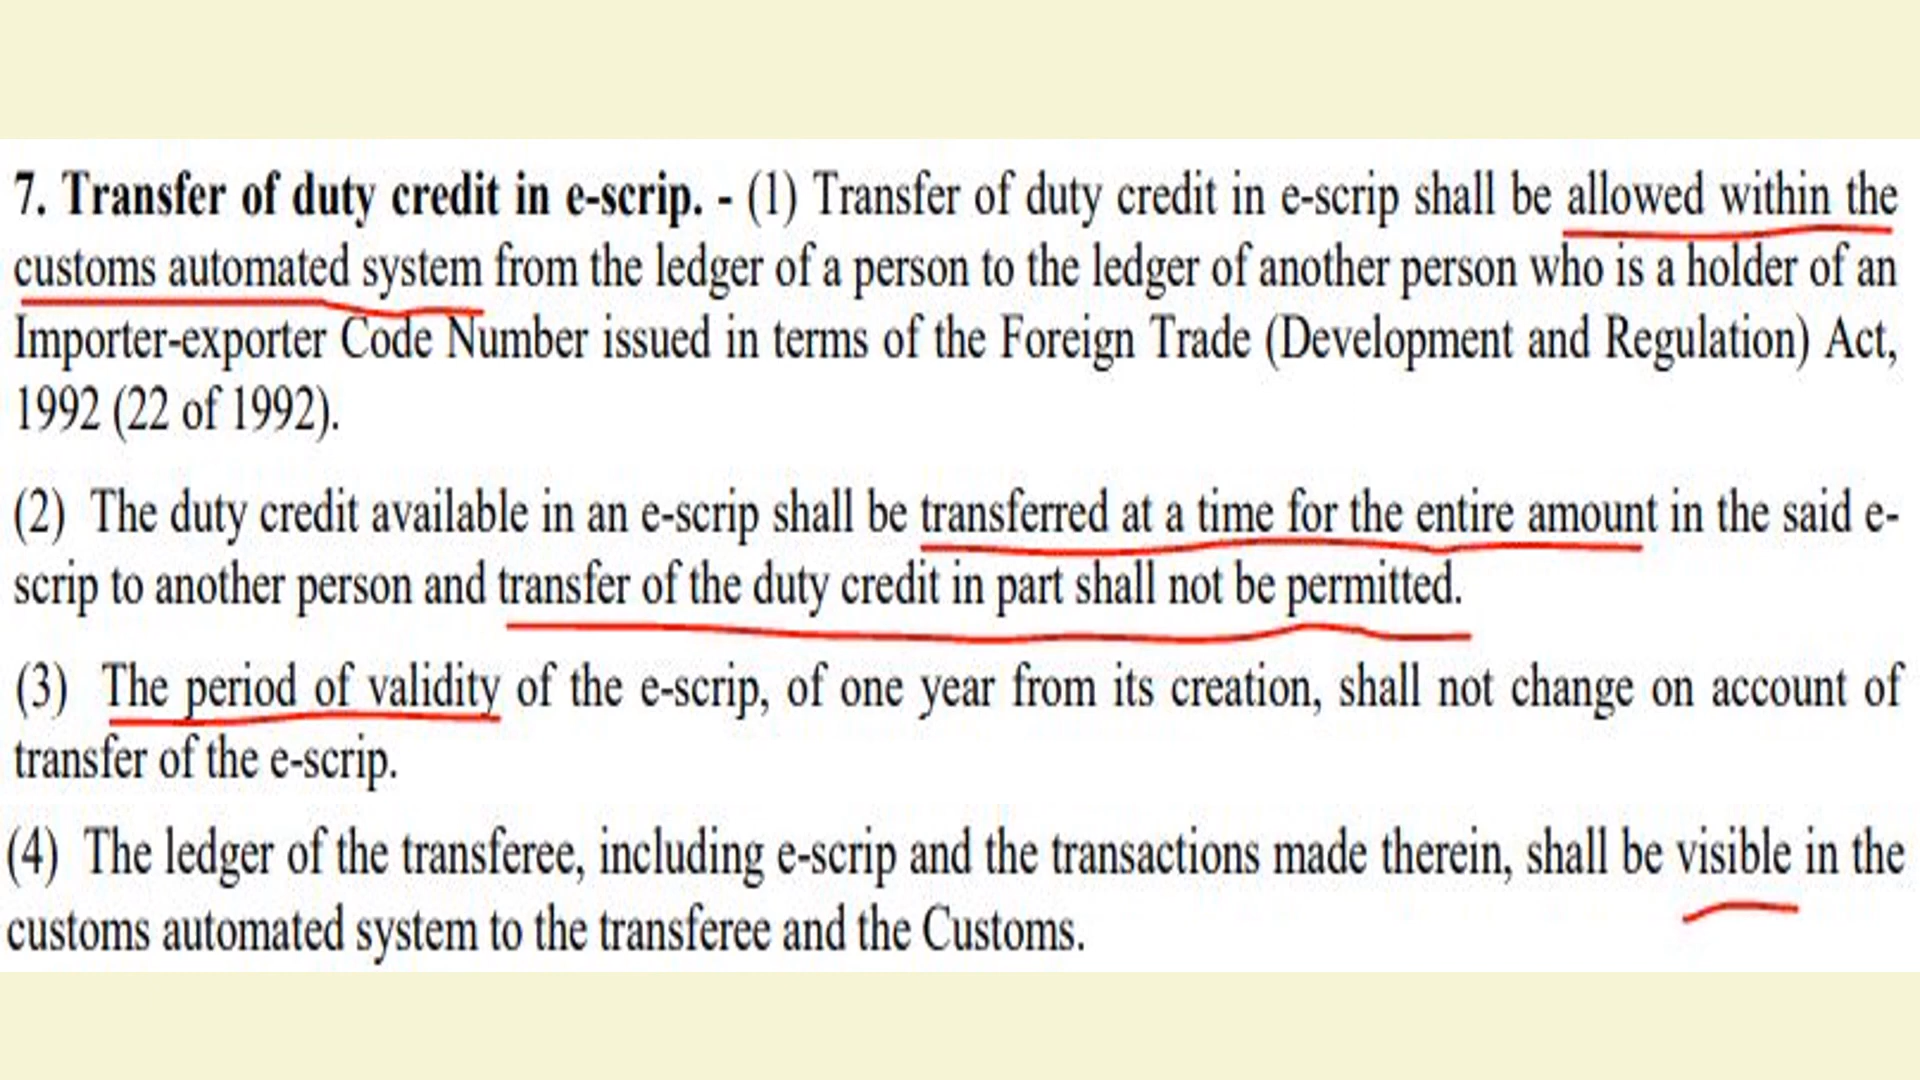 7. Transfer of duty credit in e-scrip. - (1) Transfer of duty credit in e-scrip shall be allowed within the
customs automated system from the ledger of a person to the ledger of another person who is a holder of an
Importer-exporter Code Number issued in terms of the Foreign Trade (Development and Regulation) Act,
1992 (22 of 1992).
(2) The duty credit available in an e-scrip shall be transferred at a time for the entire amount in the said e-
scrip to another person and transfer of the duty credit in part shall not be permitted.
(3) The period of validity of the e-scrip, of one year from its creation, shall not change on account of
transfer of the e-scrip.
(4) The ledger of the transferee, including e-scrip and the transactions made therein, shall be visible in the
customs automated system to the transferee and the Customs.